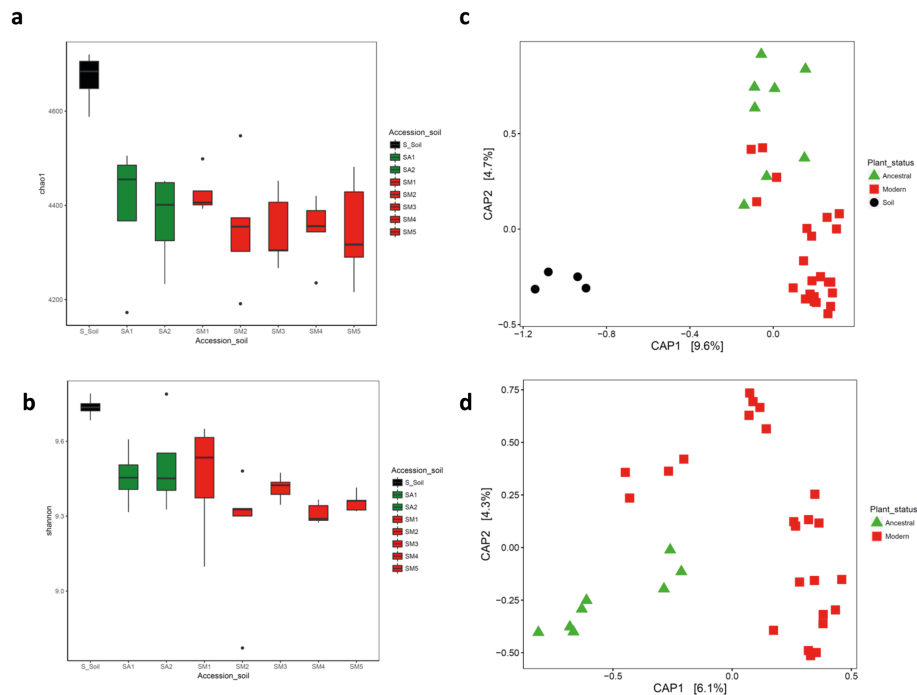 a
chao1
4600
4400
4200
S_Soil SA1 SA2 SM1 SM2 SM3 SM4 SM5
Accession_soil
Accession_soil
S_Soil
SA1
SA2
SM1
SM2
SM3
SM4
SM5
c
CAP2 [4.7%]
0.5
0.0
−0.5
−1.2 −0.8 −0.4 0.0
CAP1 [9.6%]
Plant_status
Ancestral
Modern
Soil
b
shannon
9.6
9.3
9.0
S_Soil SA1 SA2 SM1 SM2 SM3 SM4 SM5
Accession_soil
Accession_soil
S_Soil
SA1
SA2
SM1
SM2
SM3
SM4
SM5
d
CAP2 [4.3%]
0.75
0.50
0.25
0.00
−0.25
−0.50
−0.5 0.0 0.5
CAP1 [6.1%]
Plant_status
Ancestral
Modern